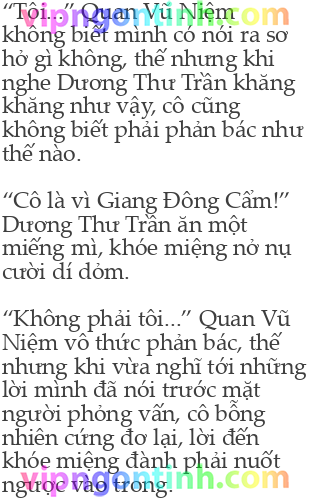 “Tôi...” Quan Vũ Niệm
vipngontinh.com
không biết mình có nói ra sơ
hở gì không, thế nhưng khi
nghe Dương Thư Trần khăng
khăng như vậy, cô cũng
không biết phải phản bác như
thế nào.
“Cô là vì Giang Đông Cẩm!”
Dương Thư Trần ăn một
miếng mì, khóe miệng nở nụ
cười dí dỏm.
“Không phải tôi...” Quan Vũ
Niệm vô thức phản bác, thế
nhưng khi vừa nghĩ tới những
lời mình đã nói trước mặt
người phỏng vấn, cô bỗng
nhiên cứng đơ lại, lời đến
khóe miệng đành phải nuốt
vipngontinh.com
ngược vào trong.